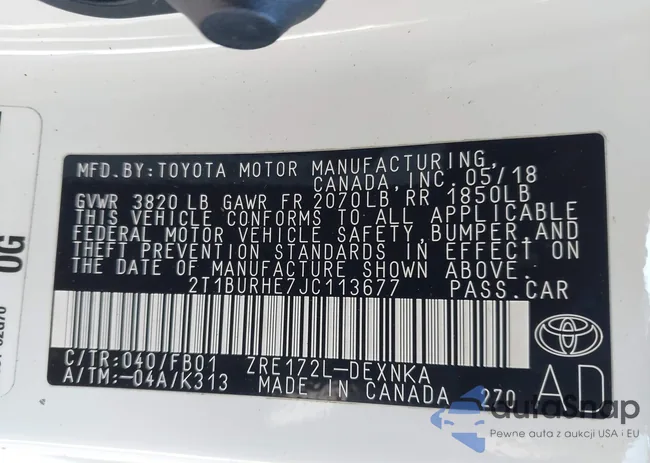 MFD.BY:TOYOTA MOTOR MANUFACTURING,
CANADA, INC. 05/18
GVWR 3820 LB GAWR FR 2070LB, RR 1850LB
THIS VEHICLE CONFORMS TO ALL APPLICABLE
FEDERAL MOTOR VEHICLE SAFETY, BUMPER,AND
THEFT PREVENTION STANDARDS IN EFFECT ON
THE DATE OF MANUFACTURE SHOWN ABOVE.
2T1BURHE7JC113677 PASS.CAR
C/TR:040/FB01 ZRE172L-DEXNKA
A/TM:-04A/K313 MADE IN CANADA 270
AD
OG
autoSnap
Pewne auta z aukcji USA i EU